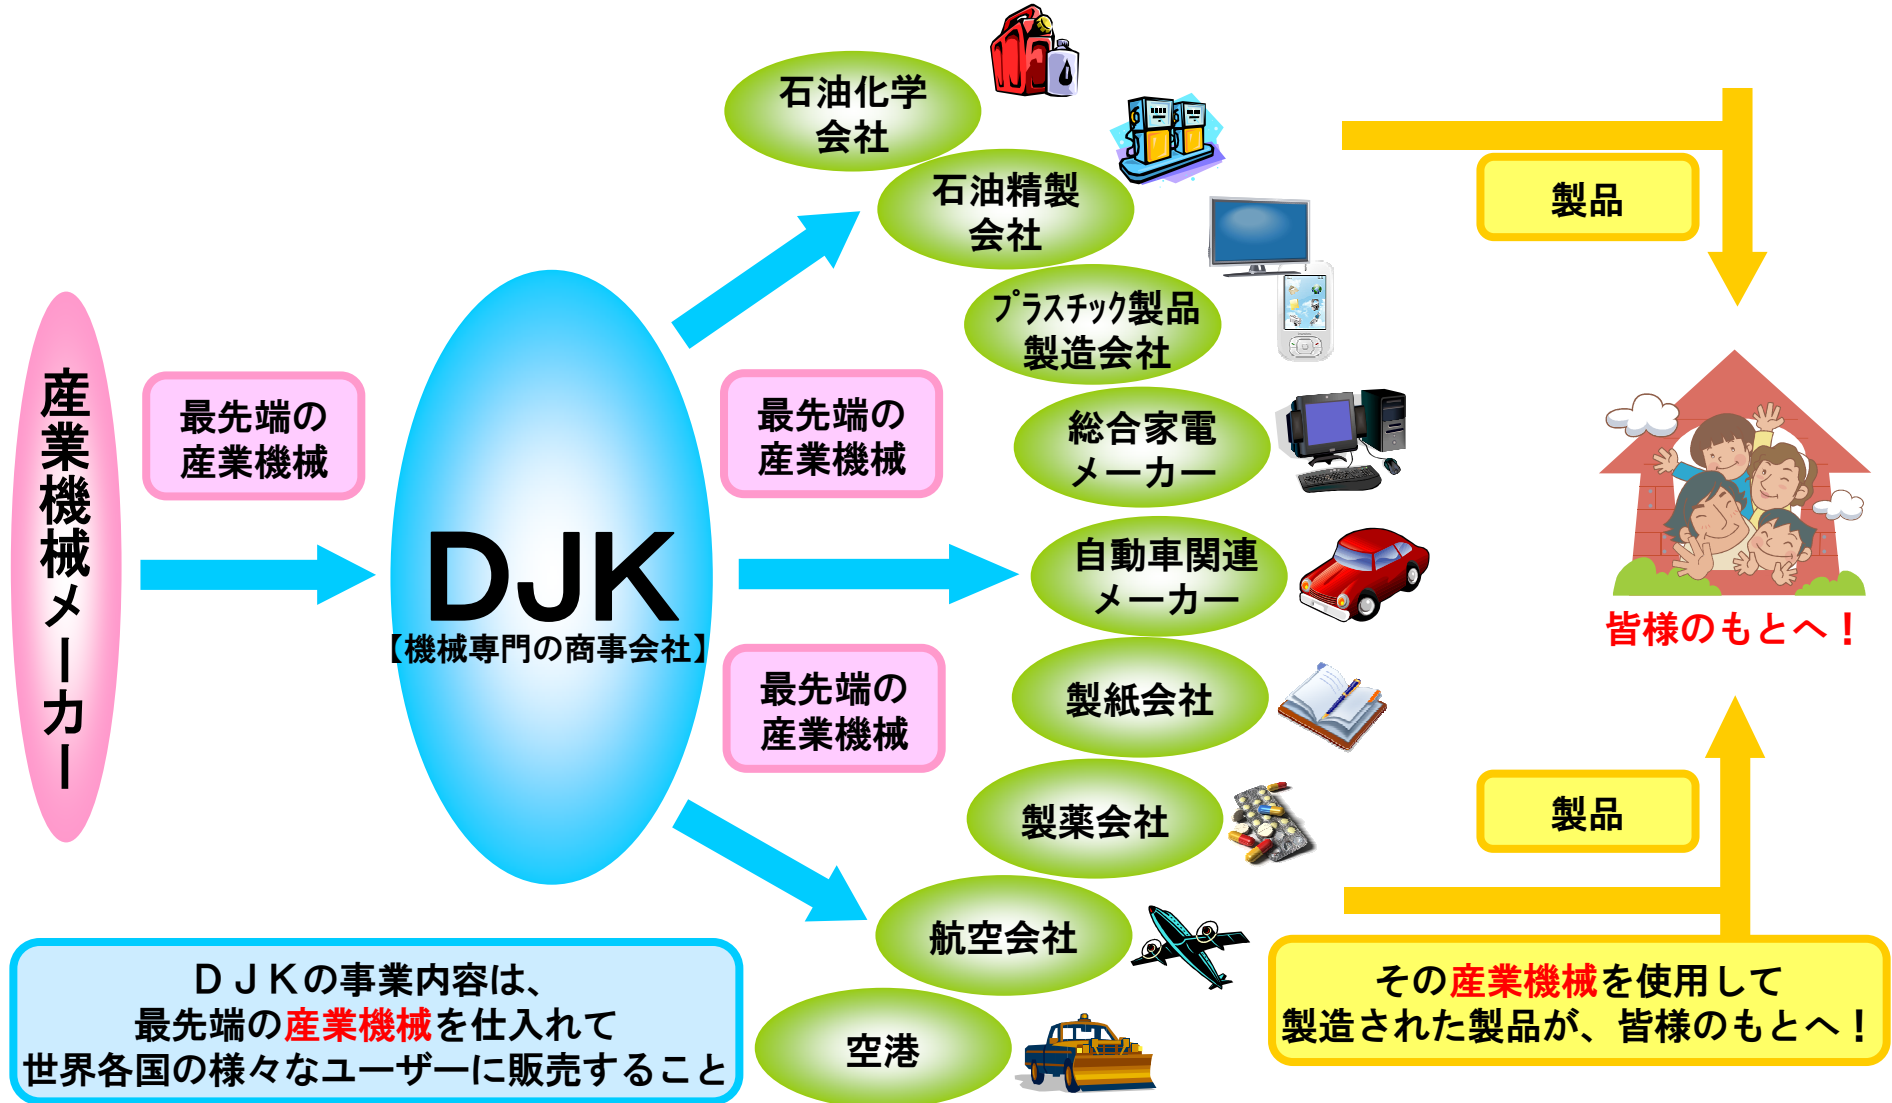 産業機械メーカー
最先端の
産業機械
DJK
【機械専門の商事会社】
最先端の
産業機械
最先端の
産業機械
石油化学
会社
石油精製
会社
ﾌﾟﾗｽﾁｯｸ製品
製造会社
総合家電
メーカー
自動車関連
メーカー
製紙会社
製薬会社
航空会社
空港
製品
皆様のもとへ！
製品
ＤＪＫの事業内容は、
最先端の産業機械を仕入れて
世界各国の様々なユーザーに販売すること
その産業機械を使用して
製造された製品が、皆様のもとへ！